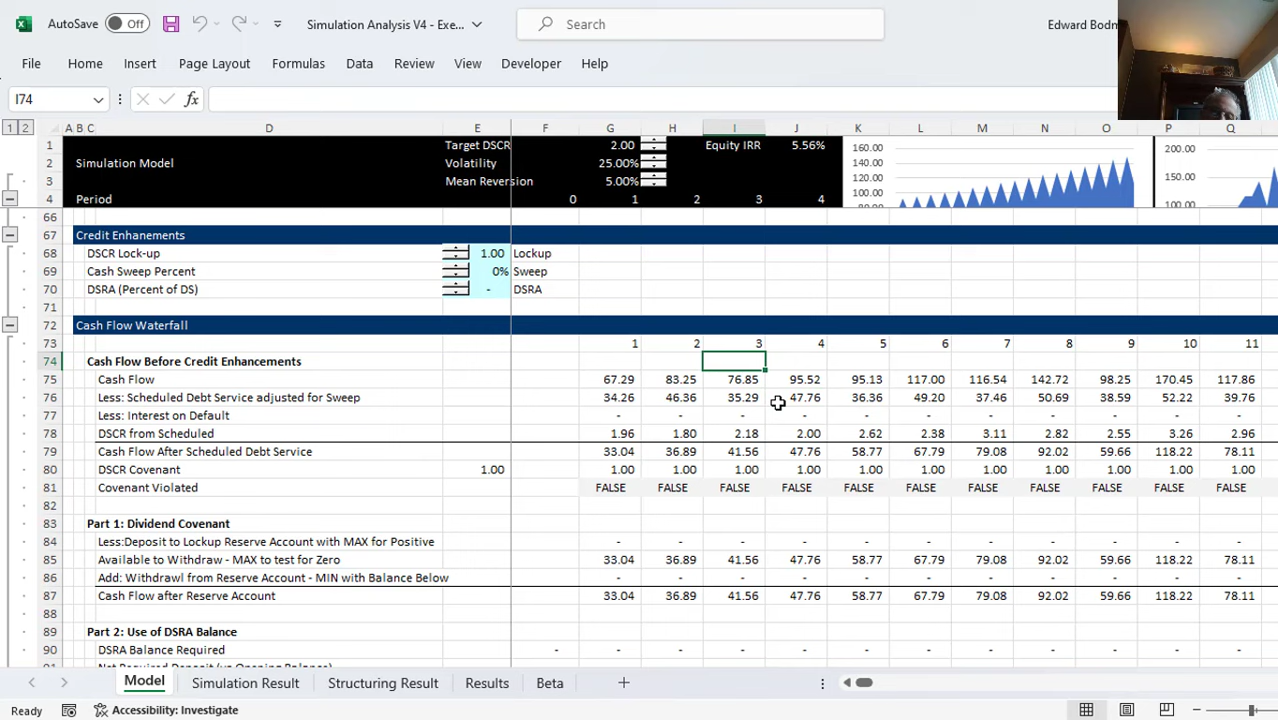 AutoSave Off Simulation Analysis V4 - Exe... Search Edward Bodm
File Home Insert Page Layout Formulas Data Review View Developer Help
I74 fx
1 2 A B C D E F G H I J K L M N O P Q
1 Target DSCR 2.00 Equity IRR 5.56% 160.00 200.00
2 Simulation Model Volatility 25.00% 140.00 150.00
3 Mean Reversion 5.00% 120.00 100.00
4 Period 0 1 2 3 4 100.00
80.00
66
67 Credit Enhanements
68 DSCR Lock-up 1.00 Lockup
69 Cash Sweep Percent 0% Sweep
70 DSRA (Percent of DS) - DSRA
71
72 Cash Flow Waterfall
73 1 2 3 4 5 6 7 8 9 10 11
74 Cash Flow Before Credit Enhancements
75 Cash Flow 67.29 83.25 76.85 95.52 95.13 117.00 116.54 142.72 98.25 170.45 117.86
76 Less: Scheduled Debt Service adjusted for Sweep 34.26 46.36 35.29 47.76 36.36 49.20 37.46 50.69 38.59 52.22 39.76
77 Less: Interest on Default - - - - - - - - - - -
78 DSCR from Scheduled 1.96 1.80 2.18 2.00 2.62 2.38 3.11 2.82 2.55 3.26 2.96
79 Cash Flow After Scheduled Debt Service 33.04 36.89 41.56 47.76 58.77 67.79 79.08 92.02 59.66 118.22 78.11
80 DSCR Covenant 1.00 1.00 1.00 1.00 1.00 1.00 1.00 1.00 1.00 1.00 1.00 1.00
81 Covenant Violated FALSE FALSE FALSE FALSE FALSE FALSE FALSE FALSE FALSE FALSE FALSE
82
83 Part 1: Dividend Covenant
84 Less:Deposit to Lockup Reserve Account with MAX for Positive - - - - - - - - - - -
85 Available to Withdraw - MAX to test for Zero 33.04 36.89 41.56 47.76 58.77 67.79 79.08 92.02 59.66 118.22 78.11
86 Add: Withdrawl from Reserve Account - MIN with Balance Below - - - - - - - - - - -
87 Cash Flow after Reserve Account 33.04 36.89 41.56 47.76 58.77 67.79 79.08 92.02 59.66 118.22 78.11
88
89 Part 2: Use of DSRA Balance
90 DSRA Balance Required - - - - - - - - - - - -
91 Net Required Deposit (vs Opening Balance)
Model Simulation Result Structuring Result Results Beta
Ready Accessibility: Investigate